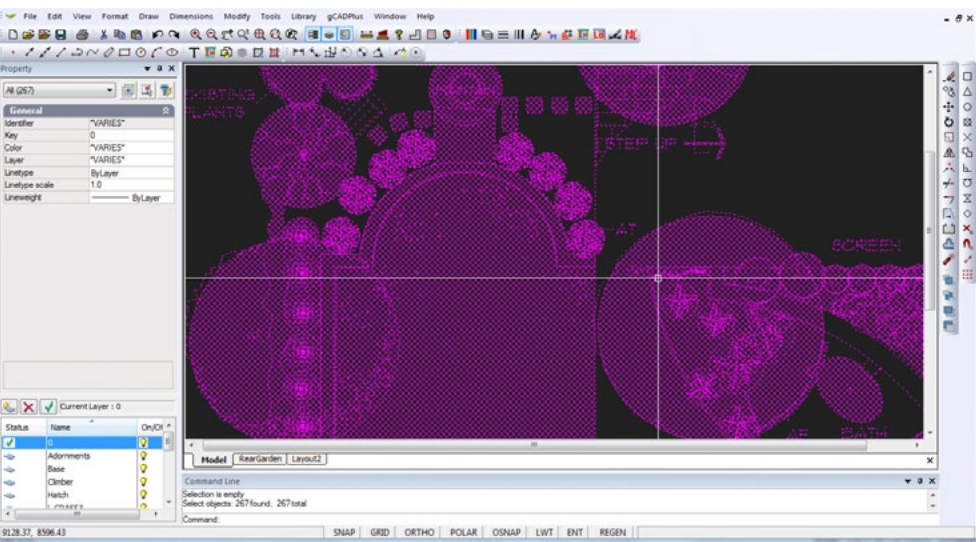 File Edit View Format Draw Dimensions Modify Tools Library gCADPlus Window Help
Property
All (267)
General
Identifier *VARIES*
Key 0
Color *VARIES*
Layer *VARIES*
Linetype ByLayer
Linetype scale 1.0
Lineweight ByLayer
EXISTING
PLANTS
STEP UP
AT
SCREEN
BATH
Current Layer : 0
Status Name On/Of
0
Adornments
Base
Climber
Hatch
Model RearGarden Layout2
Command Line
Selection is empty
Select objects: 267 found, 267 total
Command:
9128.37, 8596.43 SNAP GRID ORTHO POLAR OSNAP LWT ENT REGEN